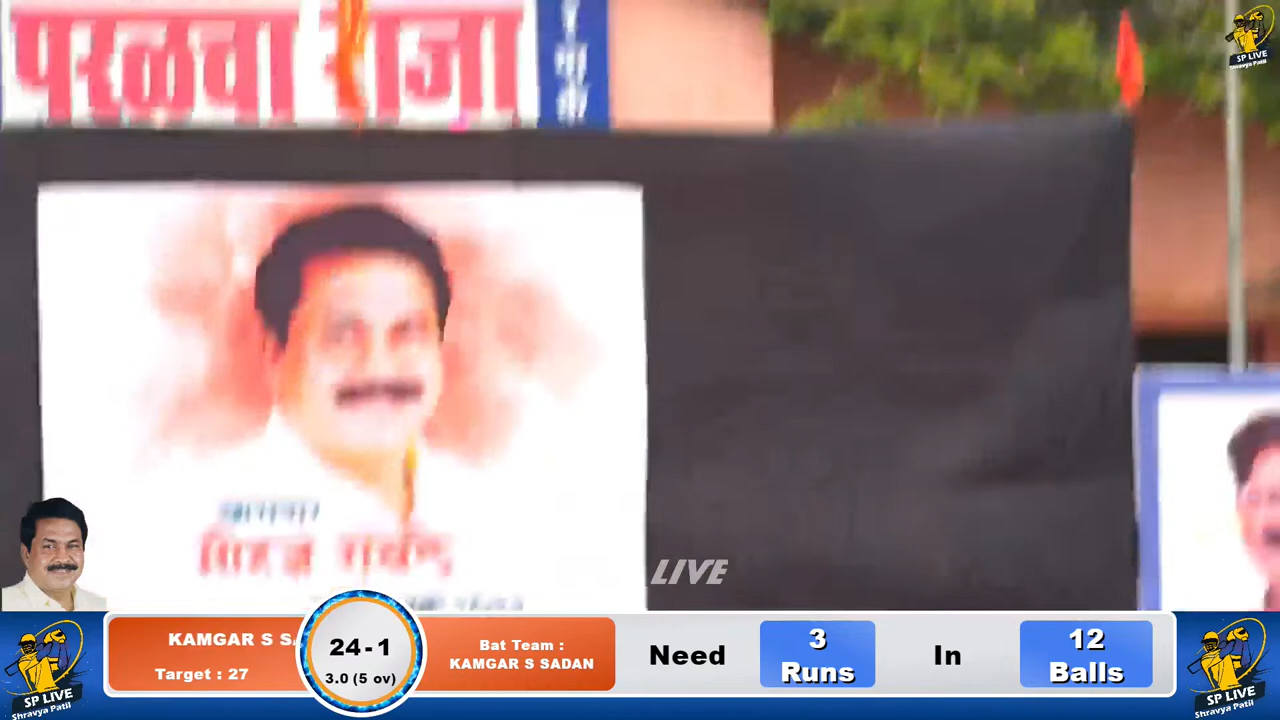 परळचा राजा
SP LIVE
Shravya Patil
LIVE
KAMGAR S SA
Target : 27
24-1
3.0 (5 ov)
Bat Team :
KAMGAR S SADAN
Need
3
Runs
In
12
Balls
SP LIVE
Shravya Patil
SP LIVE
Shravya Patil